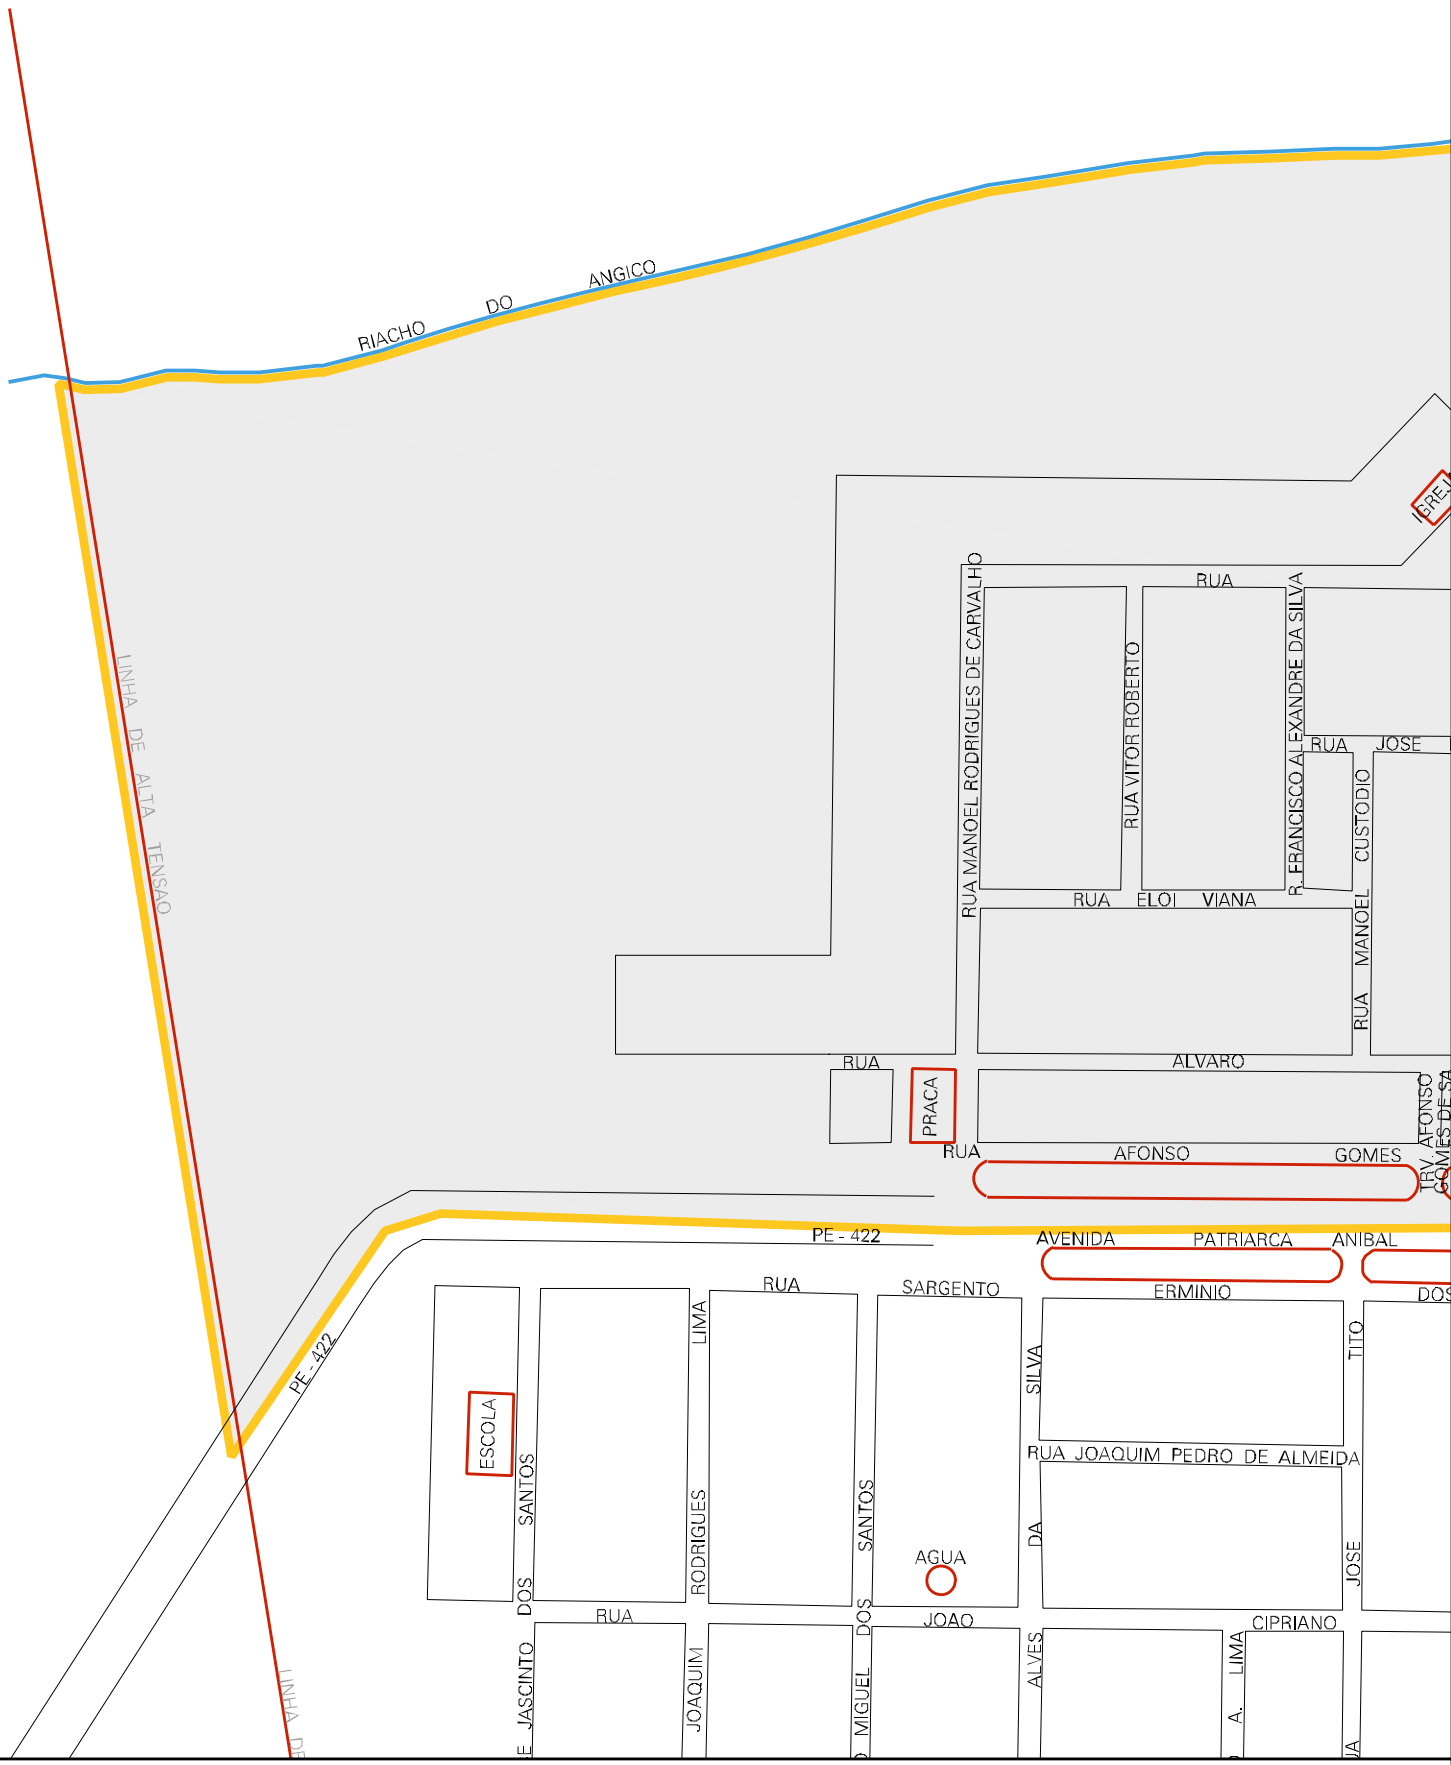 RIACHO DO ANGICO
LINHA DE ALTA TENSAO
RUA
RUA MANOEL RODRIGUES DE CARVALHO
RUA VITOR ROBERTO
R. FRANCISCO ALEXANDRE DA SILVA
RUA JOSE
RUA MANOEL CUSTODIO
RUA ELOI VIANA
RUA ALVARO
PRACA
RUA AFONSO GOMES
TRV. AFONSO
GOMES DE SA
PE - 422
AVENIDA PATRIARCA ANIBAL
PE - 422
RUA SARGENTO ERMINIO DOS
ESCOLA
JASCINTO DOS SANTOS
JOAQUIM RODRIGUES LIMA
MIGUEL DOS SANTOS
AGUA
ALVES DA SILVA
RUA JOAQUIM PEDRO DE ALMEIDA
JOSE TITO
RUA JOAO CIPRIANO
A. LIMA
LINHA DE